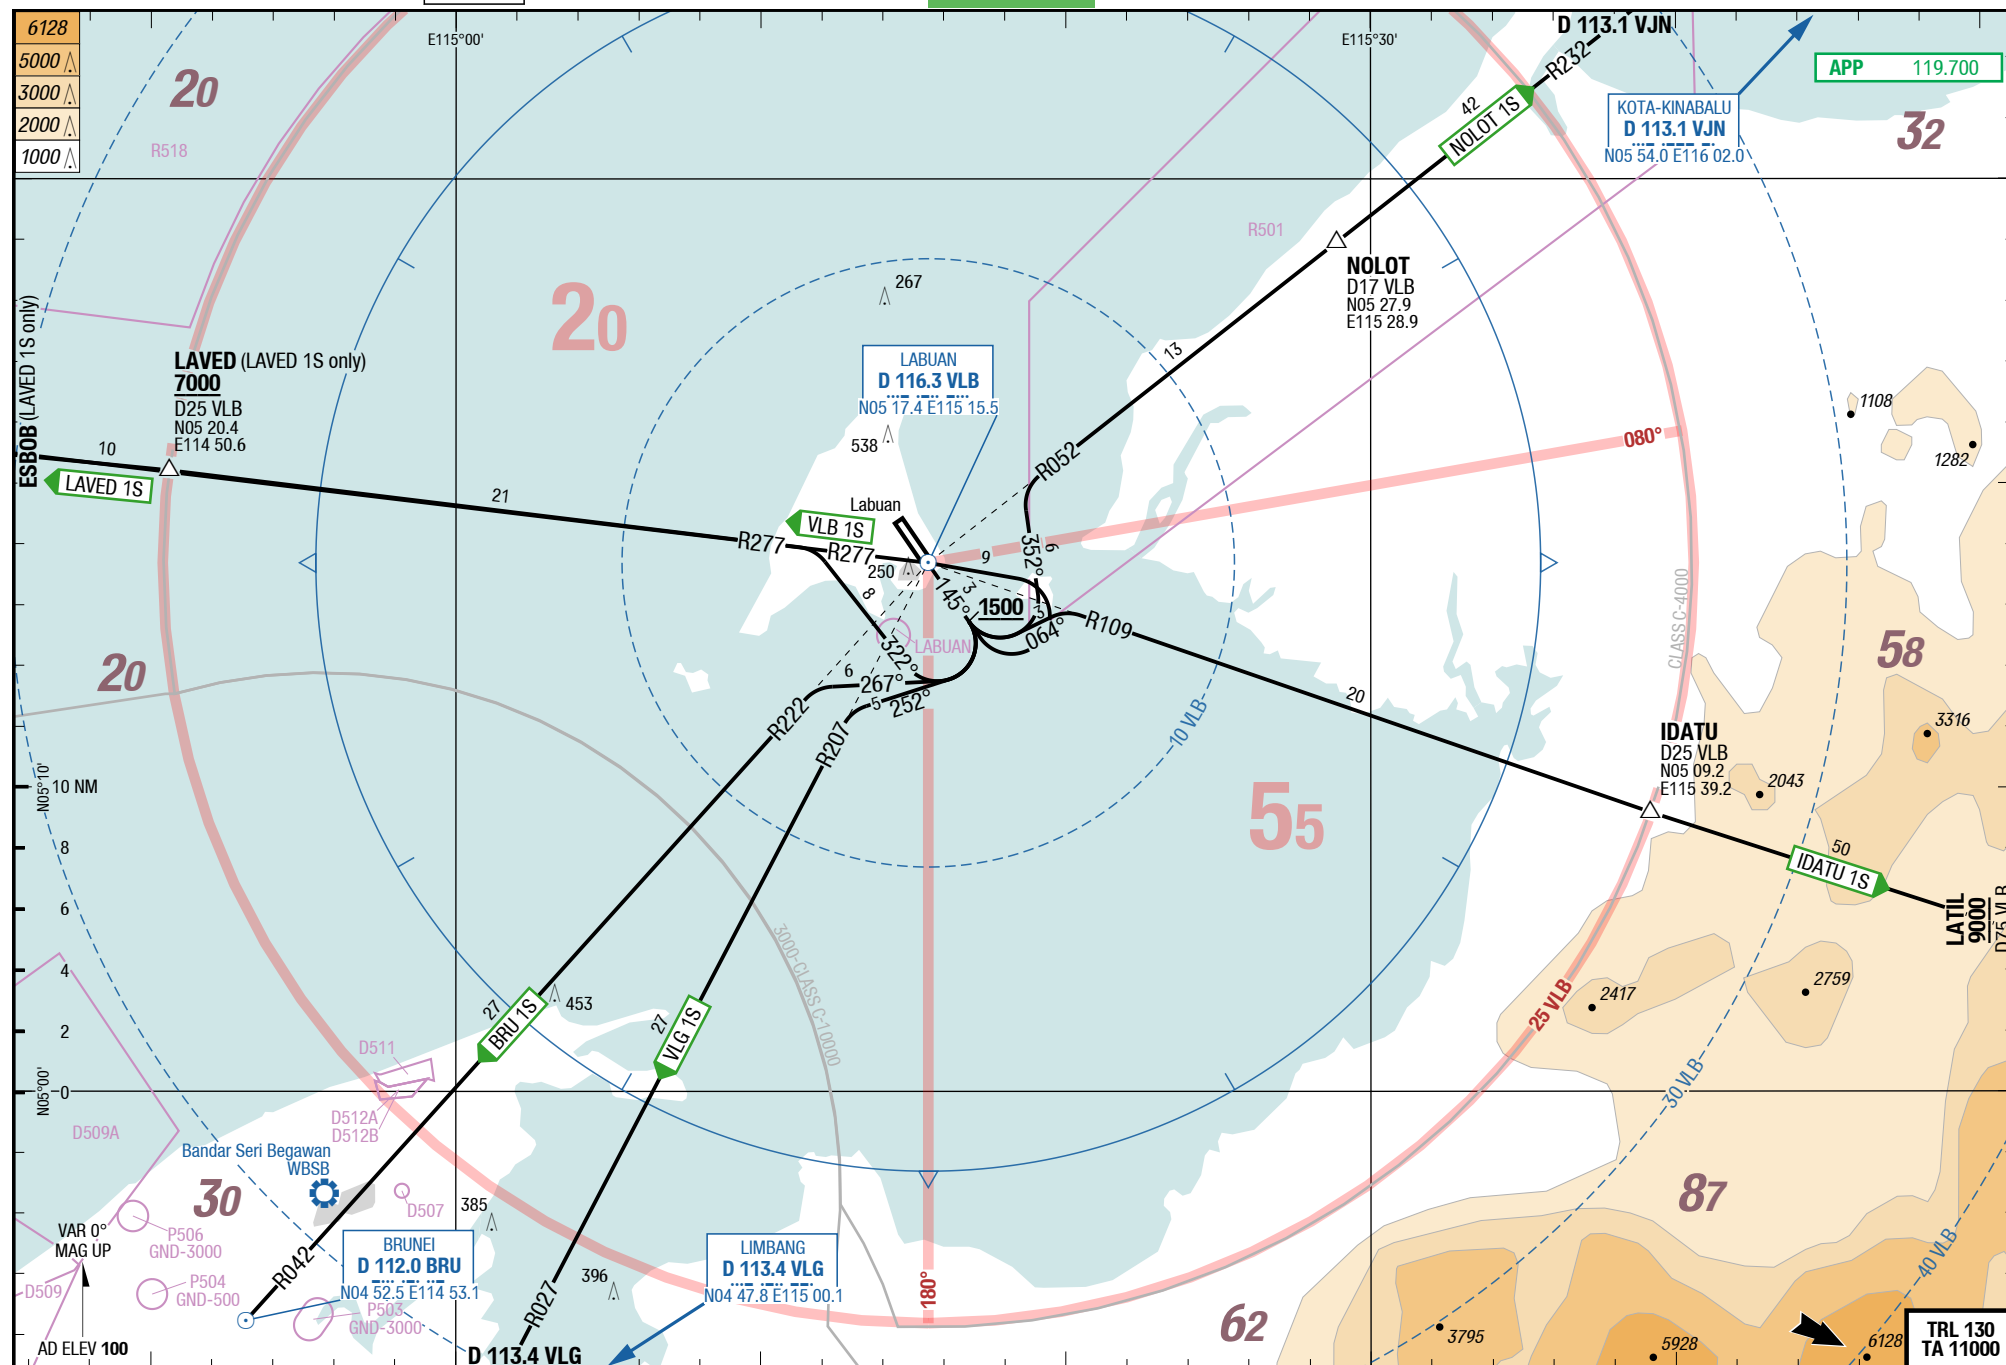 6128
5000
3000
2000
1000
20
R518
E115°00'
E115°30'
D 113.1 VJN
R232
42
NOLOT 1S
APP 119.700
KOTA-KINABALU
D 113.1 VJN
N05 54.0 E116 02.0
32
R501
NOLOT
D17 VLB
N05 27.9
E115 28.9
13
267
20
LABUAN
D 116.3 VLB
N05 17.4 E115 15.5
538
ESBOB (LAVED 1S only)
LAVED (LAVED 1S only)
7000
D25 VLB
N05 20.4
E114 50.6
10
LAVED 1S
21
Labuan
VLB 1S
R277
R277
250
R052
080°
1108
1282
9
352°
6
145°
3
1500
3
064°
R109
8
322°
LABUAN
CLASS C-4000
58
20
6
267°
5
252°
R222
R207
10 VLB
20
3316
IDATU
D25 VLB
N05 09.2
E115 39.2
2043
N05°10'
10 NM
8
6
4
2
0
N05°00'
55
50
IDATU 1S
LATIL
9000
D75 VLB
3000-CLASS C-10000
27
BRU 1S
453
27
VLG 1S
2759
2417
25 VLB
30 VLB
D511
D512A
D512B
D509A
Bandar Seri Begawan
WBSB
30
D507
385
P506
GND-3000
VAR 0°
MAG UP
P504
GND-500
D509
R042
BRUNEI
D 112.0 BRU
N04 52.5 E114 53.1
P503
GND-3000
AD ELEV 100
396
R027
D 113.4 VLG
LIMBANG
D 113.4 VLG
N04 47.8 E115 00.1
180°
87
40 VLB
62
3795
5928
6128
TRL 130
TA 11000